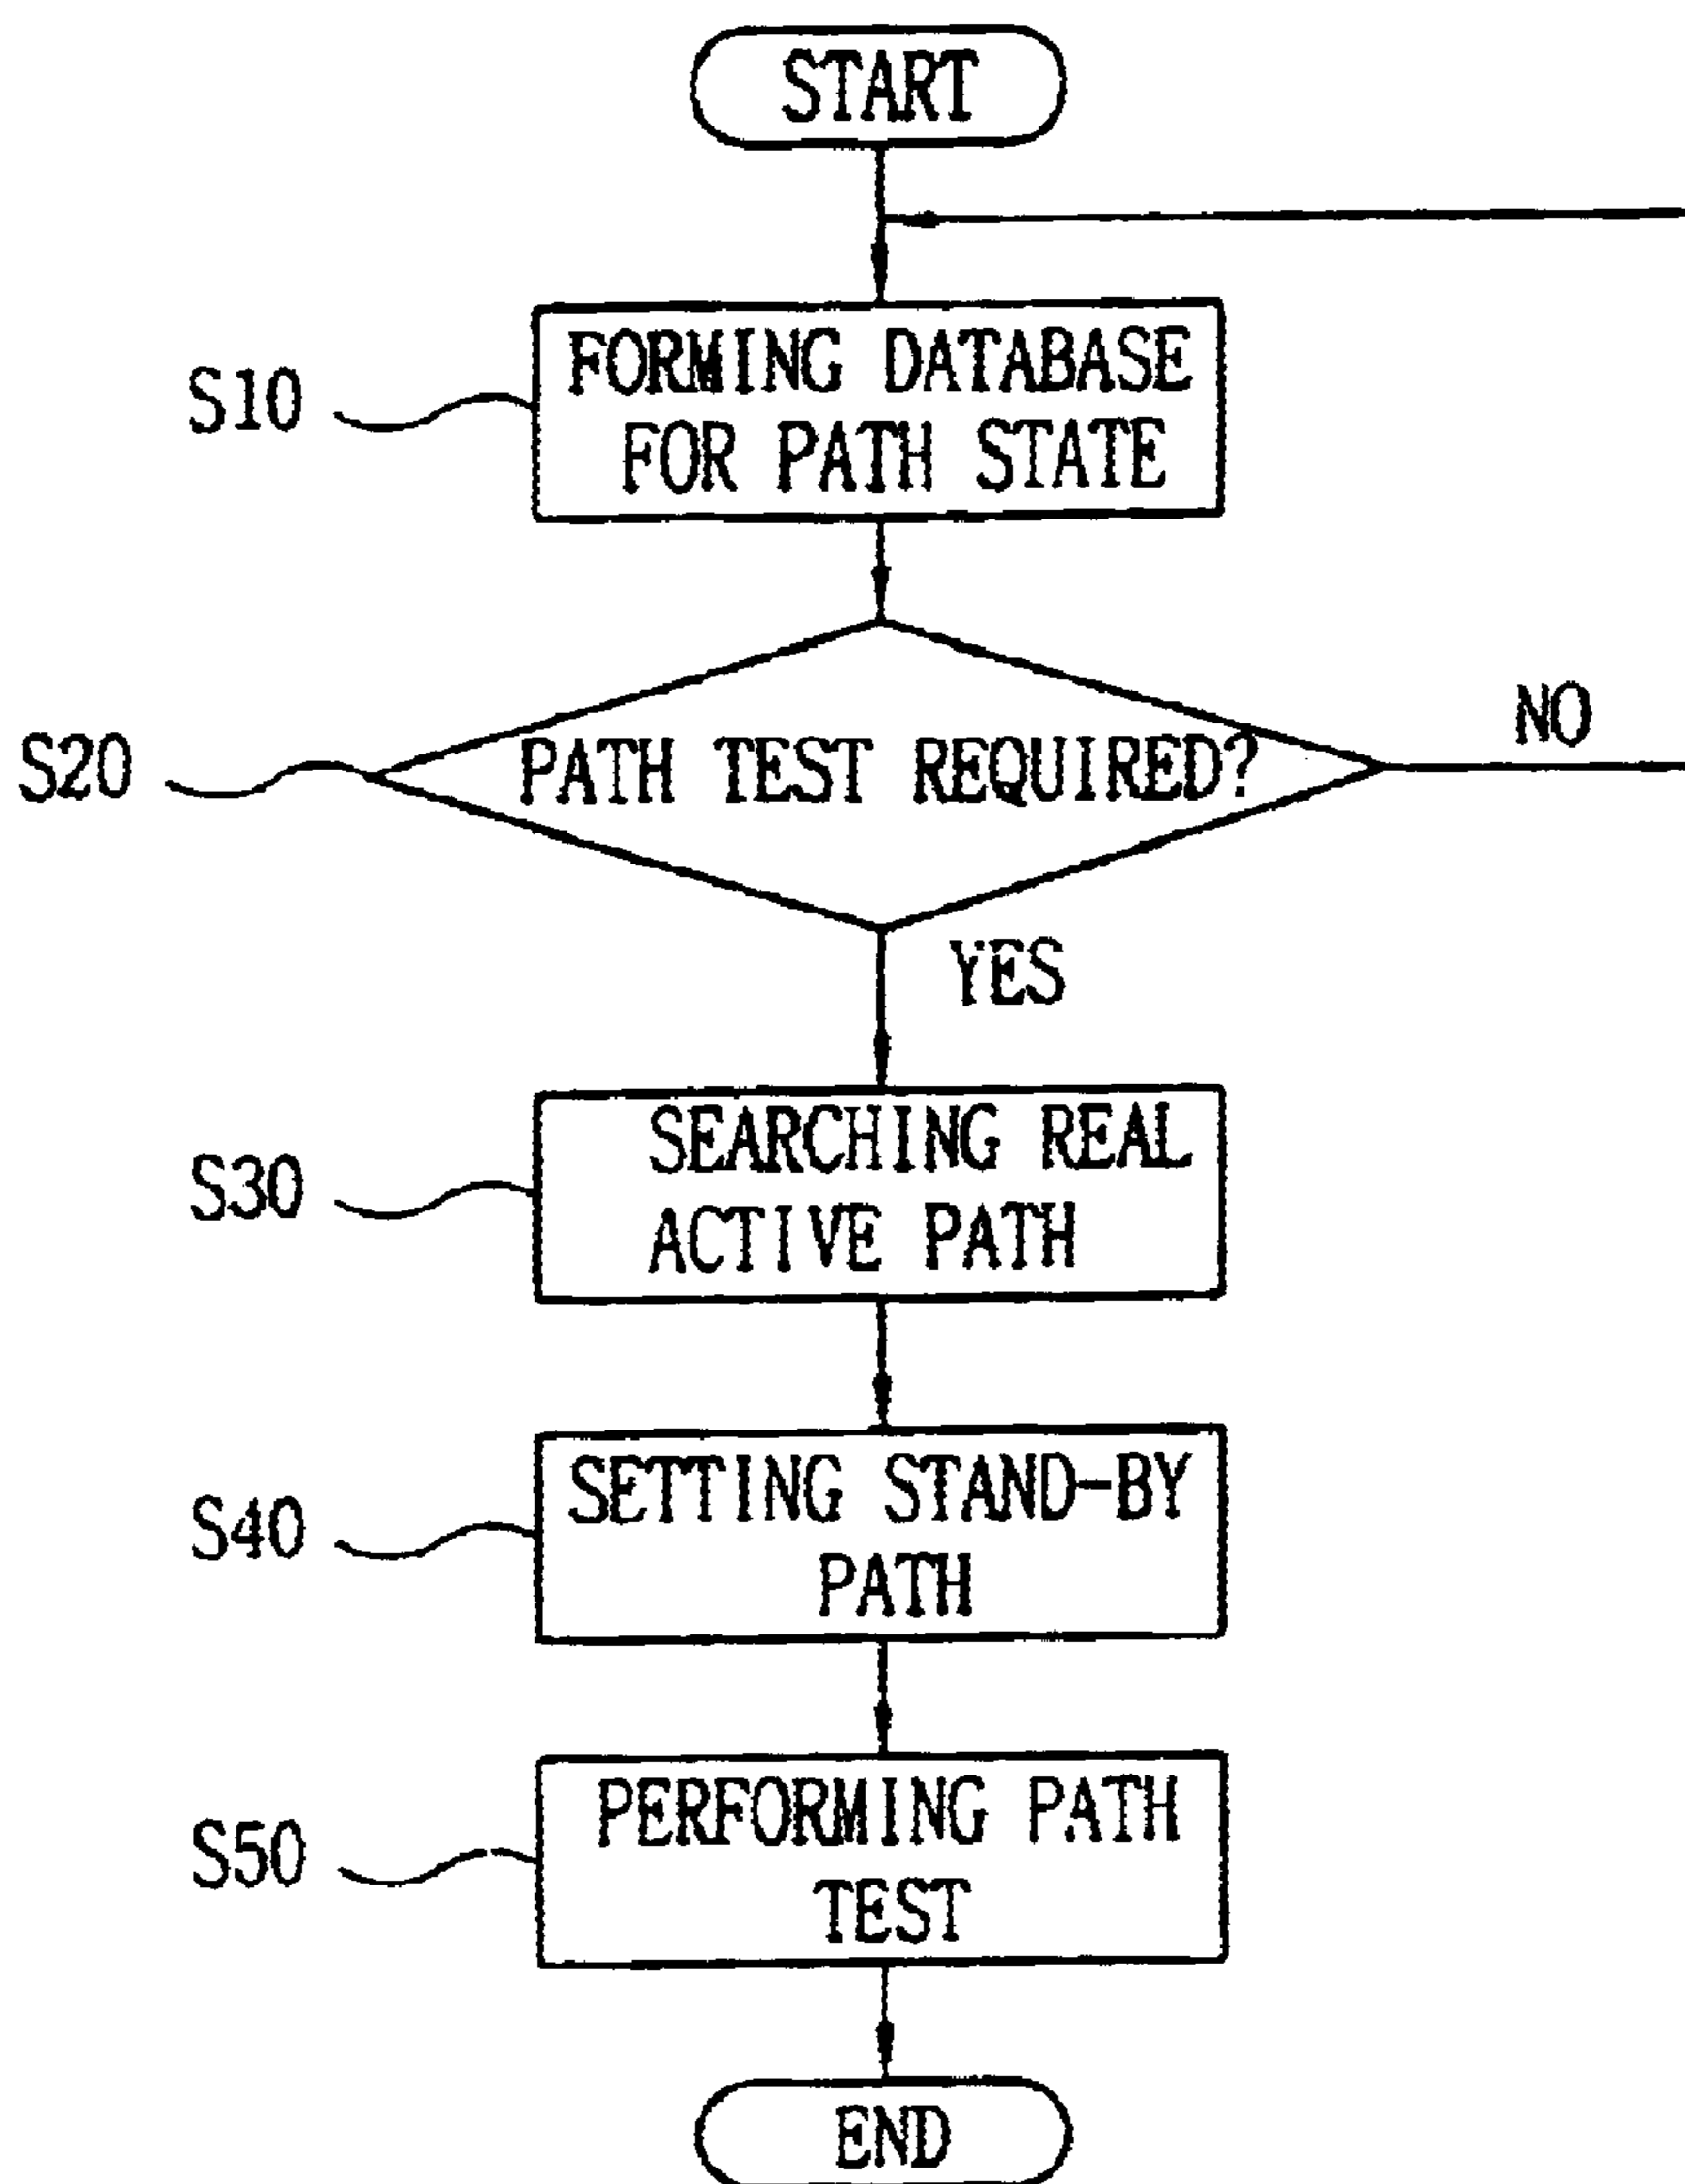 START
S10
FORMING DATABASE
FOR PATH STATE
S20
PATH TEST REQUIRED?
NO
YES
S30
SEARCHING REAL
ACTIVE PATH
S40
SETTING STAND-BY
PATH
S50
PERFORMING PATH
TEST
END